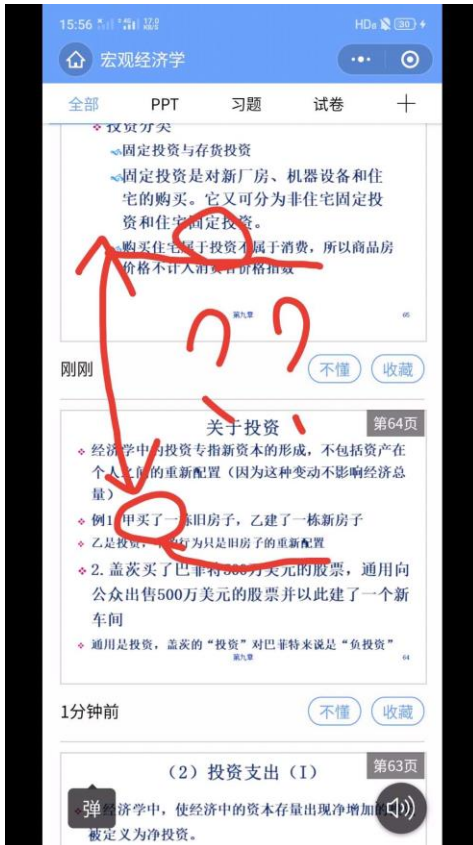 15:56
HD
30
宏观经济学
全部
PPT
习题
试卷
投资分类
固定投资与存货投资
固定投资是对新厂房、机器设备和住
宅的购买。它又可分为非住宅固定投
资和住宅固定投资。
购买住宅属于投资不属于消费，所以商品房
价格不计入消费者价格指数
第九章
65
刚刚
不懂
收藏
关于投资
第64页
经济学中的投资专指新资本的形成，不包括资产在
个人之间的重新配置（因为这种变动不影响经济总
量）
例1 甲买了一栋旧房子，乙建了一栋新房子
乙是投资，甲的行为只是旧房子的重新配置
2. 盖茨买了巴菲特500万美元的股票，通用向
公众出售500万美元的股票并以此建了一个新
车间
通用是投资，盖茨的“投资”对巴菲特来说是“负投资”
第九章
64
1分钟前
不懂
收藏
（2）投资支出（I）
第63页
弹
经济学中，使经济中的资本存量出现净增加的
被定义为净投资。
？？